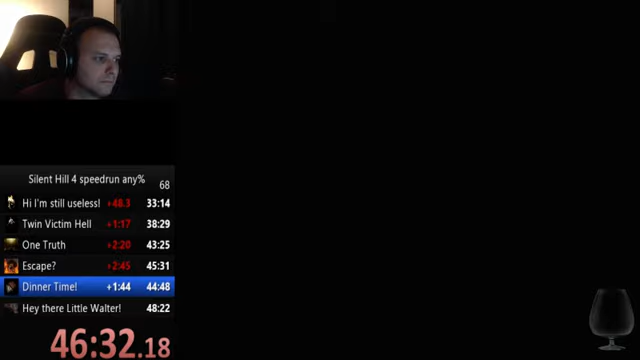 Silent Hill 4 speedrun any%
68
Hi I'm still useless! +48.3 33:14
Twin Victim Hell +1:17 38:29
One Truth +2:20 43:25
Escape? +2:45 45:31
Dinner Time! +1:44 44:48
Hey there Little Walter! 48:22
46:32.18